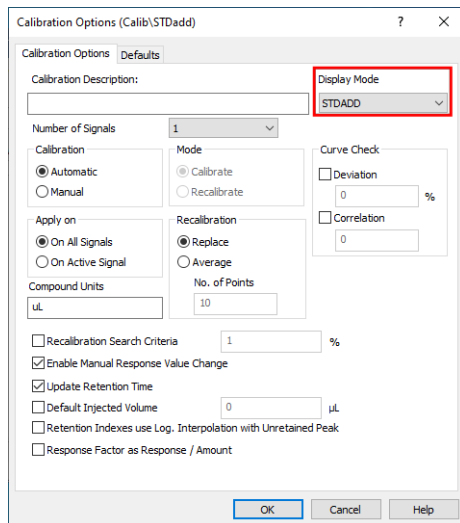 Calibration Options (Calib\STDadd)
?
Calibration Options
Defaults
Calibration Description:
Display Mode
STDADD
Number of Signals
1
Calibration
Automatic
Manual
Mode
Calibrate
Recalibrate
Curve Check
Deviation
0
%
Correlation
0
Apply on
On All Signals
On Active Signal
Recalibration
Replace
Average
No. of Points
10
Compound Units
uL
Recalibration Search Criteria
1
%
Enable Manual Response Value Change
Update Retention Time
Default Injected Volume
0
µL
Retention Indexes use Log. Interpolation with Unretained Peak
Response Factor as Response / Amount
OK
Cancel
Help